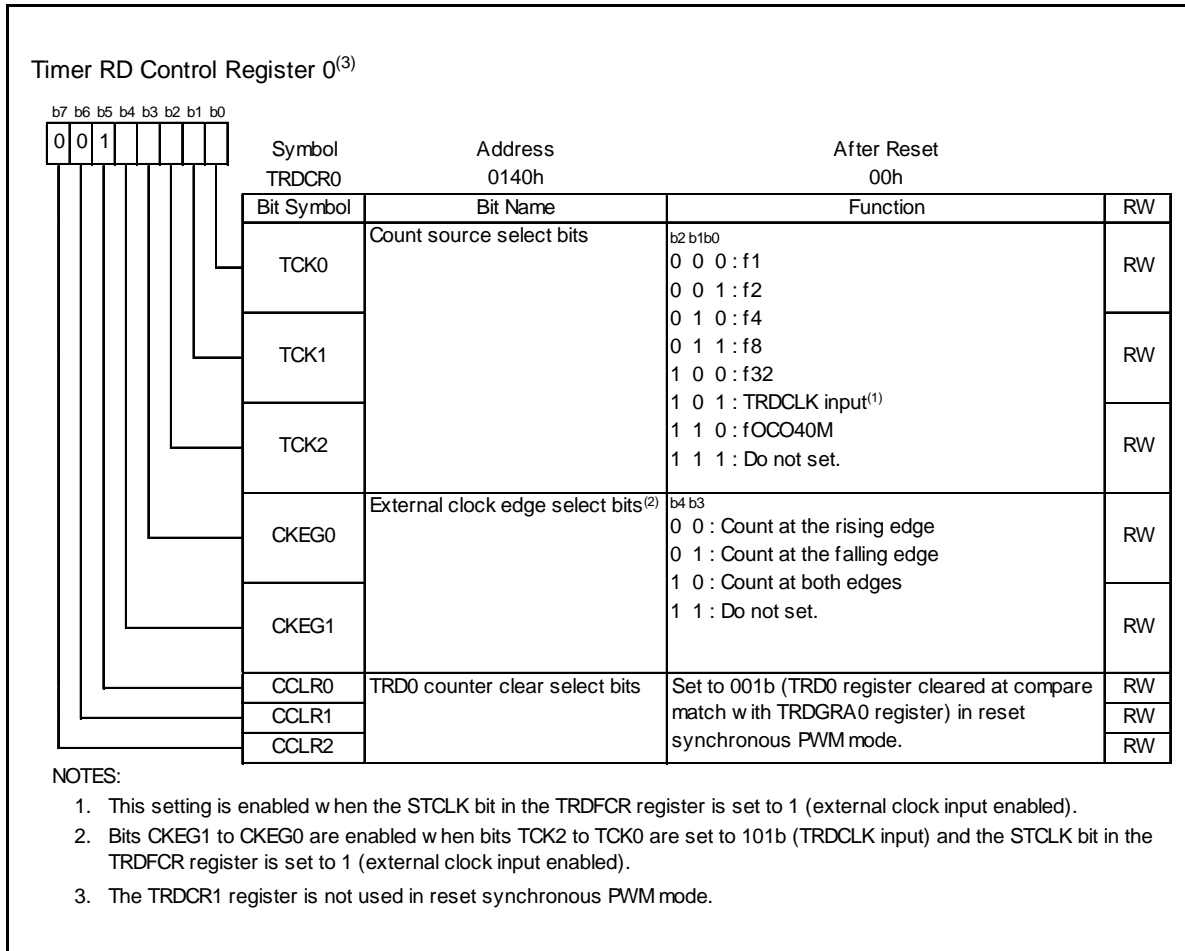 Timer RD Control Register 0(3)
b7 b6 b5 b4 b3 b2 b1 b0
0 0 1
Symbol Address After Reset
TRDCR0 0140h 00h
Bit Symbol Bit Name Function RW
TCK0 Count source select bits b2 b1b0 RW
0 0 0 : f1
0 0 1 : f2
0 1 0 : f4
TCK1 0 1 1 : f8 RW
1 0 0 : f32
1 0 1 : TRDCLK input(1)
TCK2 1 1 0 : fOCO40M RW
1 1 1 : Do not set.
CKEG0 External clock edge select bits(2) b4 b3 RW
0 0 : Count at the rising edge
0 1 : Count at the falling edge
1 0 : Count at both edges
CKEG1 1 1 : Do not set. RW
CCLR0 TRD0 counter clear select bits Set to 001b (TRD0 register cleared at compare RW
CCLR1 match with TRDGRA0 register) in reset RW
CCLR2 synchronous PWM mode. RW
NOTES:
1. This setting is enabled when the STCLK bit in the TRDFCR register is set to 1 (external clock input enabled).
2. Bits CKEG1 to CKEG0 are enabled when bits TCK2 to TCK0 are set to 101b (TRDCLK input) and the STCLK bit in the
TRDFCR register is set to 1 (external clock input enabled).
3. The TRDCR1 register is not used in reset synchronous PWM mode.